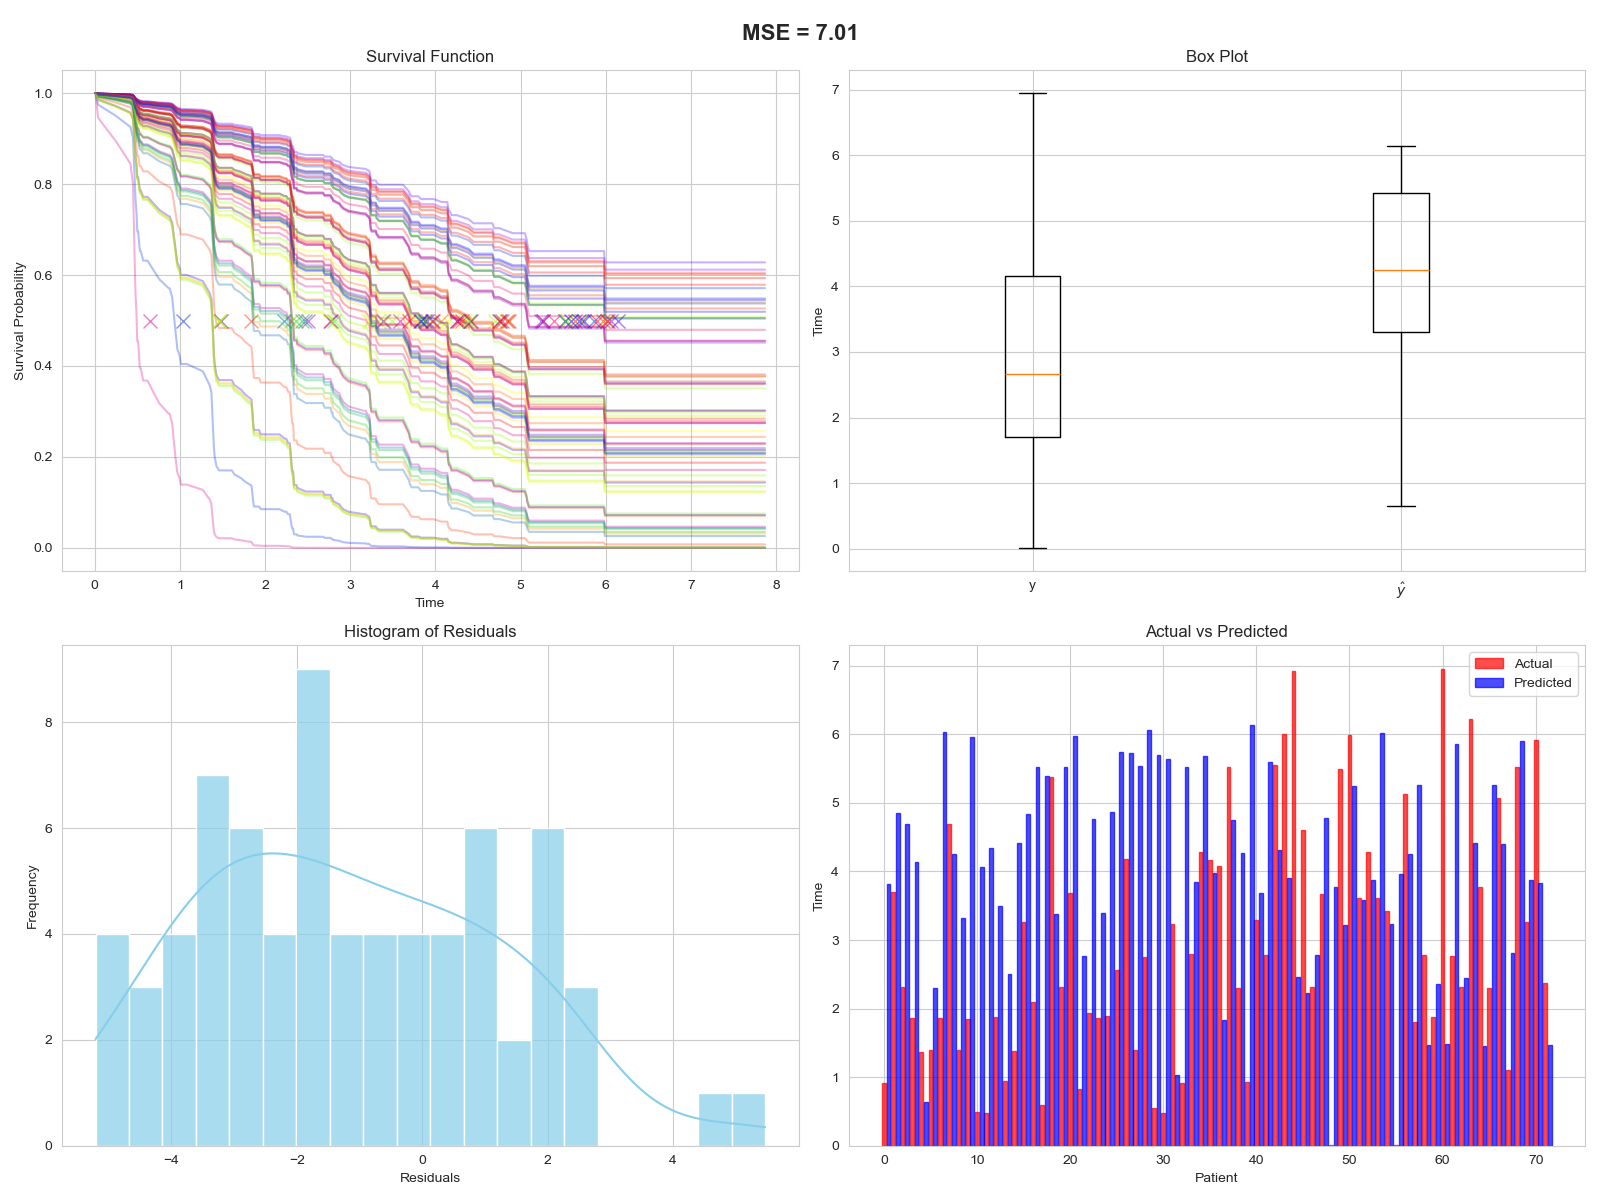 MSE = 7.01
Survival Function
1.0
0.8
0.6
0.4
0.2
0.0
Survival Probability
0 1 2 3 4 5 6 7 8
Time
Box Plot
7
6
5
4
3
2
1
0
Time
y ŷ
Histogram of Residuals
8
6
4
2
0
Frequency
−4 −2 0 2 4
Residuals
Actual vs Predicted
7
6
5
4
3
2
1
0
Time
Actual
Predicted
0 10 20 30 40 50 60 70
Patient